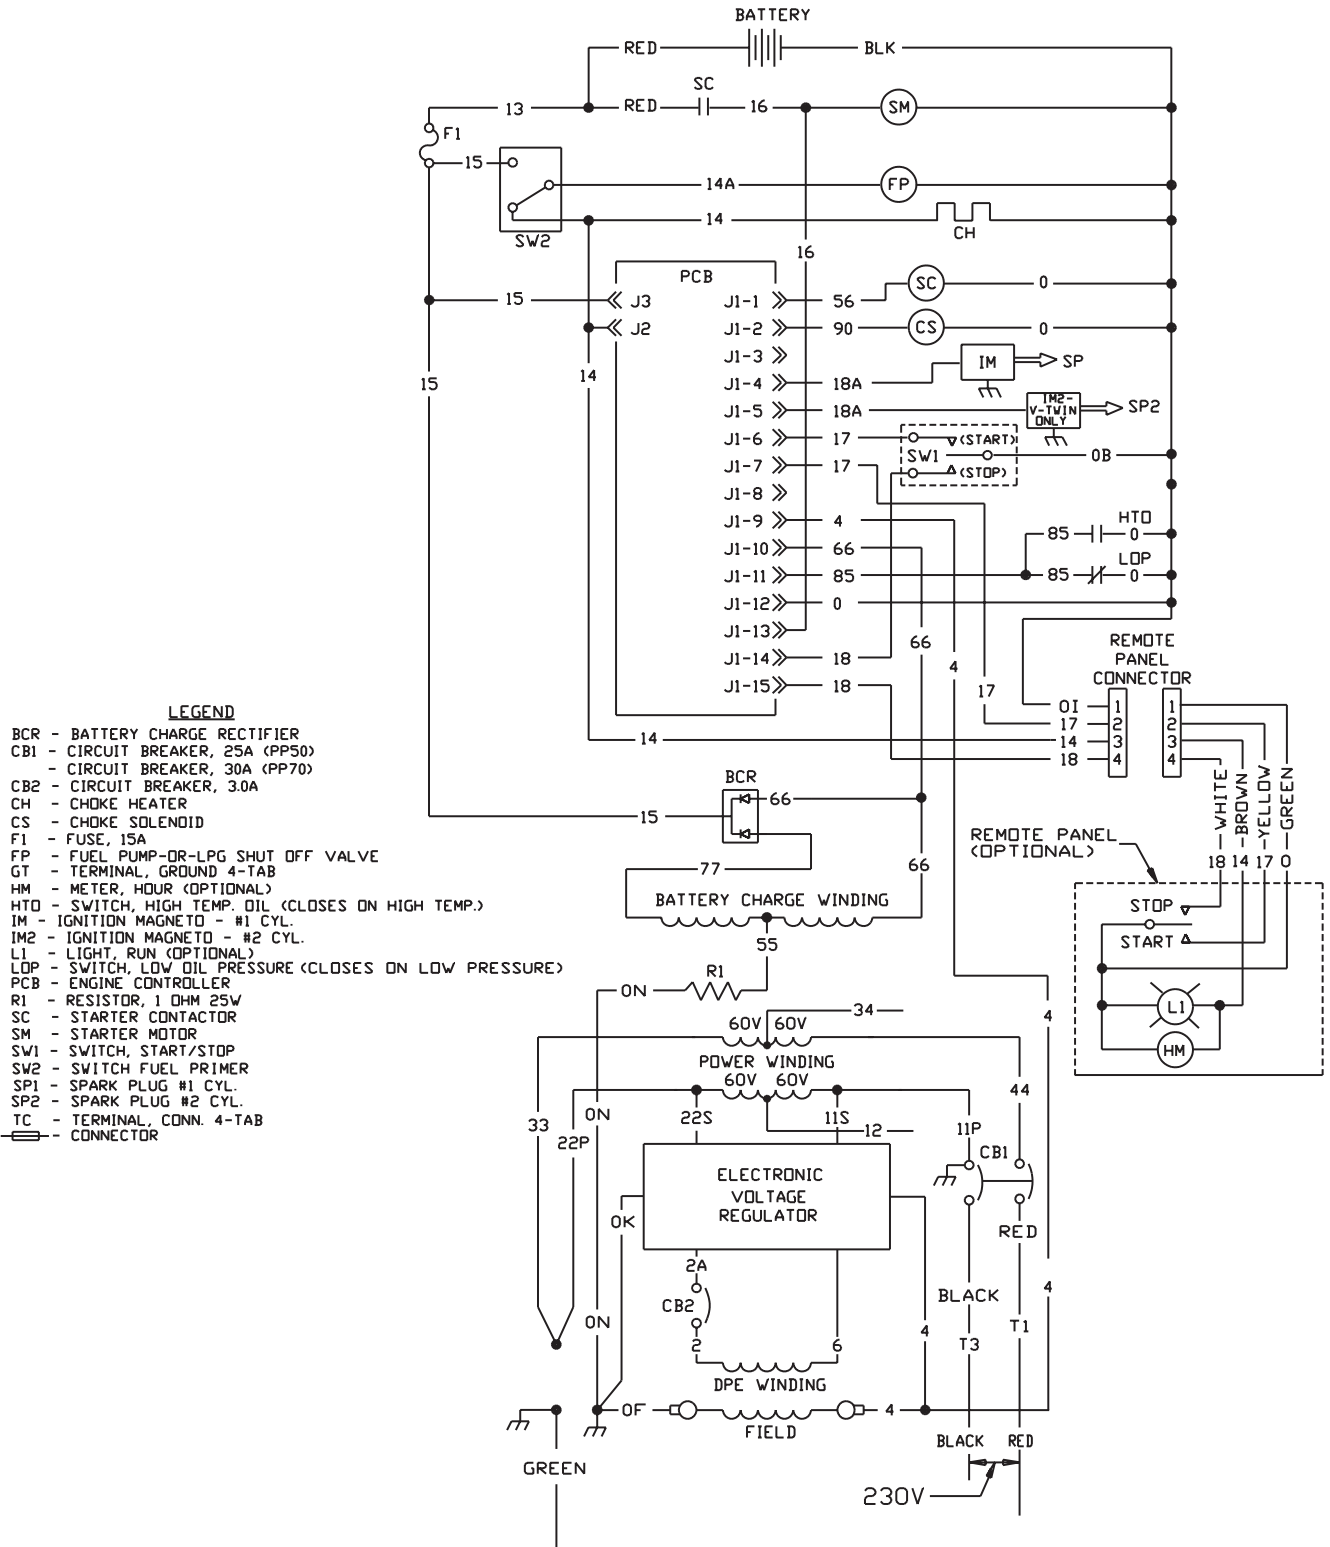 BATTERY
RED
BLK
SC
13
RED
16
SM
F1
15
14A
FP
14
SW2
CH
16
PCB
15
J3
J1-1
56
SC
0
J2
J1-2
90
CS
0
J1-3
IM
SP
15
14
J1-4
18A
J1-5
18A
IM2-
V-TWIN
ONLY
SP2
J1-6
17
(START)
SW1
0B
J1-7
17
(STOP)
J1-8
HTO
J1-9
4
85
0
J1-10
66
LOP
J1-11
85
85
0
J1-12
0
J1-13
66
REMOTE
PANEL
CONNECTOR
J1-14
18
4
J1-15
18
17
0I
1
1
17
2
2
14
14
3
3
18
4
4
LEGEND
BCR - BATTERY CHARGE RECTIFIER
CB1 - CIRCUIT BREAKER, 25A (PP50)
- CIRCUIT BREAKER, 30A (PP70)
CB2 - CIRCUIT BREAKER, 3.0A
CH - CHOKE HEATER
CS - CHOKE SOLENOID
F1 - FUSE, 15A
FP - FUEL PUMP-OR-LPG SHUT OFF VALVE
GT - TERMINAL, GROUND 4-TAB
HM - METER, HOUR (OPTIONAL)
HTO - SWITCH, HIGH TEMP. OIL (CLOSES ON HIGH TEMP.)
IM - IGNITION MAGNETO - #1 CYL.
IM2 - IGNITION MAGNETO - #2 CYL.
L1 - LIGHT, RUN (OPTIONAL)
LOP - SWITCH, LOW OIL PRESSURE (CLOSES ON LOW PRESSURE)
PCB - ENGINE CONTROLLER
R1 - RESISTOR, 1 OHM 25W
SC - STARTER CONTACTOR
SM - STARTER MOTOR
SW1 - SWITCH, START/STOP
SW2 - SWITCH FUEL PRIMER
SP1 - SPARK PLUG #1 CYL.
SP2 - SPARK PLUG #2 CYL.
TC - TERMINAL, CONN. 4-TAB
- CONNECTOR
BCR
66
15
WHITE
BROWN
YELLOW
GREEN
REMOTE PANEL
(OPTIONAL)
77
66
18
14
17
0
BATTERY CHARGE WINDING
STOP
55
START
R1
0N
L1
34
4
60V
60V
HM
POWER WINDING
60V
60V
44
33
0N
22S
11S
12
11P
22P
CB1
ELECTRONIC
VOLTAGE
REGULATOR
0K
RED
2A
CB2
BLACK
4
0N
4
T1
2
6
T3
DPE WINDING
0F
4
FIELD
BLACK
RED
GREEN
230V